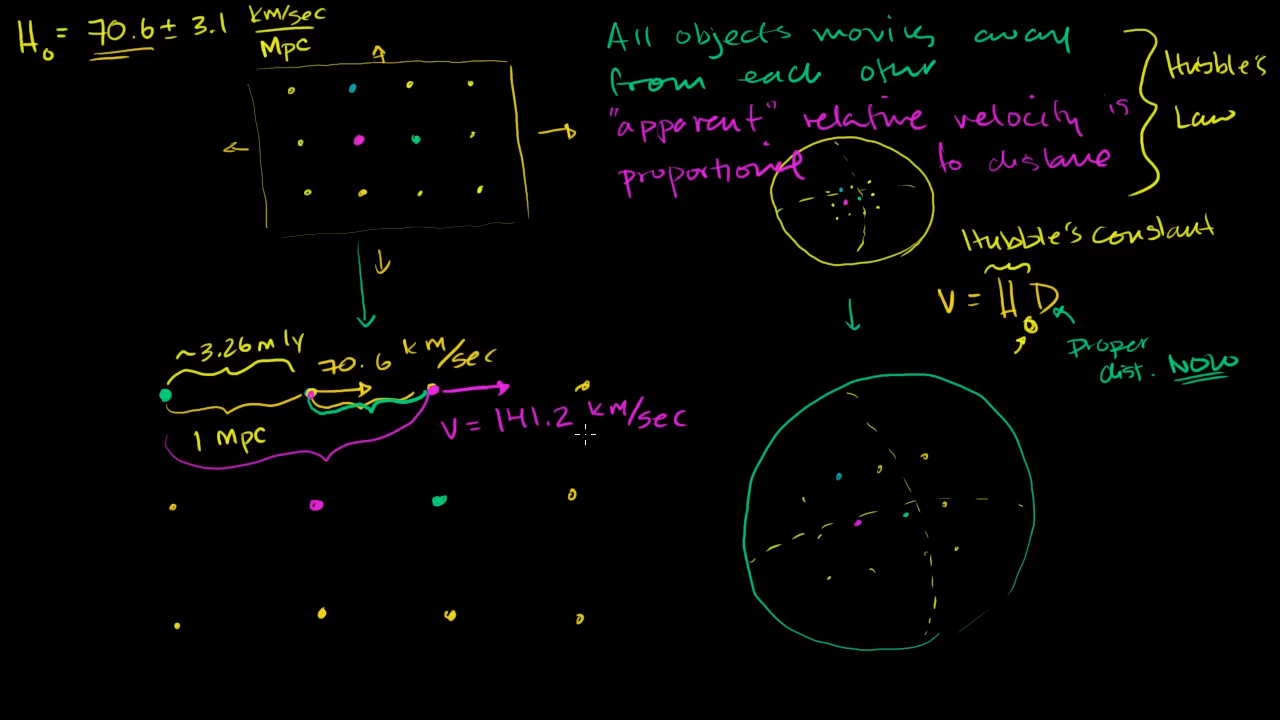 H₀ = 70.6 ± 3.1 km/sec
Mpc
All objects moving away
from each other
"apparent" relative velocity is
proportional to distance
Hubble's
Law
Hubble's constant
V = H₀D
Proper
dist. NOW
~3.26 mly
70.6 km/sec
1 Mpc
V = 141.2 km/sec